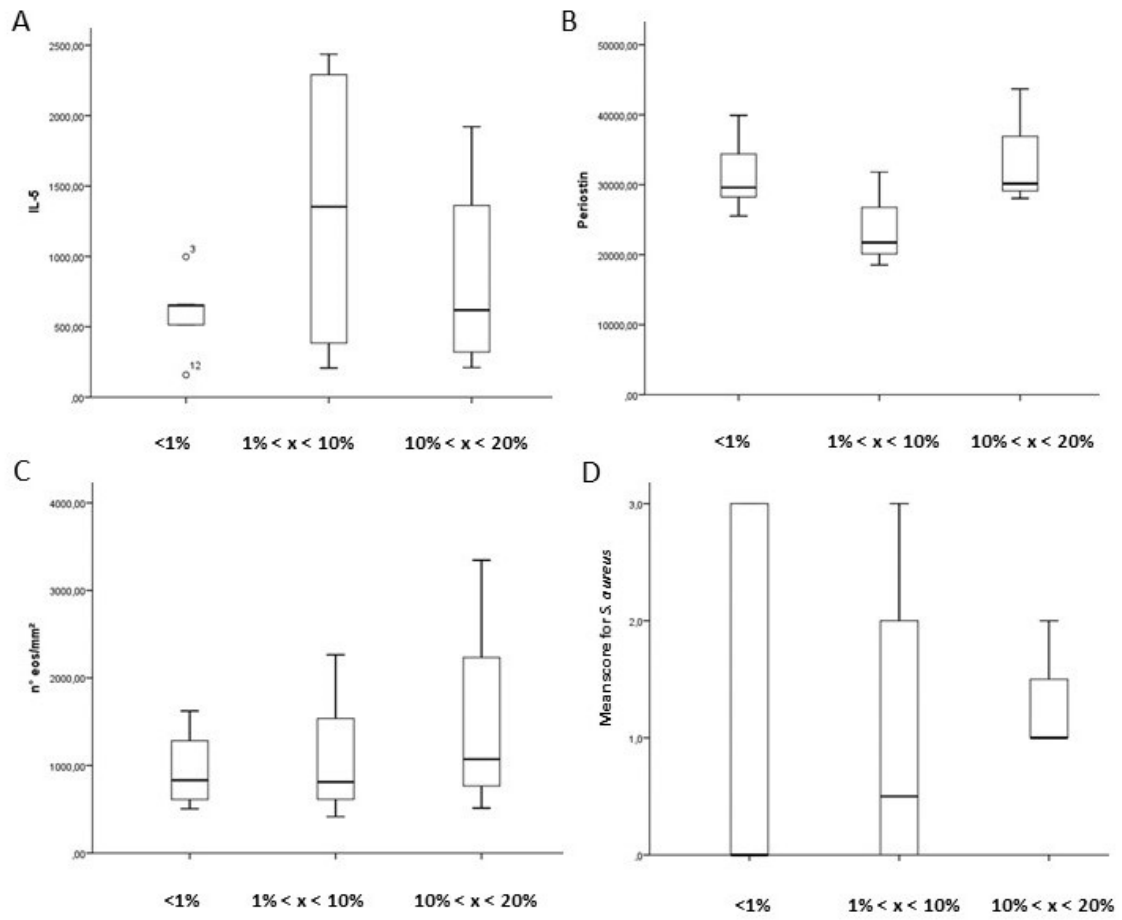 A
IL-5
2500,00
2000,00
1500,00
1000,00
500,00
,00
3
12
<1%
1% < x < 10%
10% < x < 20%
B
Periostin
50000,00
40000,00
30000,00
20000,00
10000,00
,00
<1%
1% < x < 10%
10% < x < 20%
C
n° eos/mm²
4000,00
3000,00
2000,00
1000,00
,00
<1%
1% < x < 10%
10% < x < 20%
D
Mean score for S. aureus
3,0
2,0
1,0
,0
<1%
1% < x < 10%
10% < x < 20%